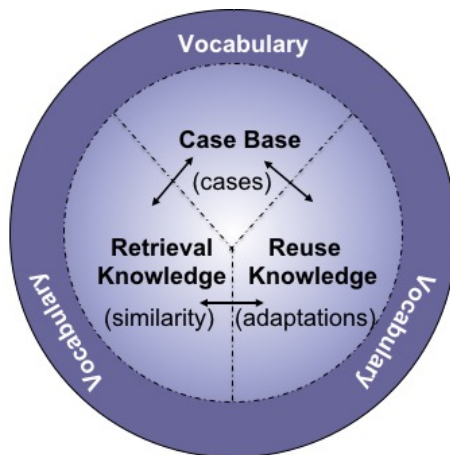 Vocabulary
Case Base
(cases)
Retrieval
Knowledge
(similarity)
Reuse
Knowledge
(adaptations)
Vocabulary
Vocabulary